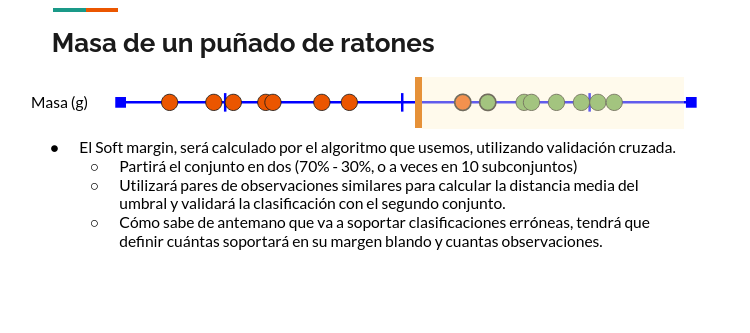 Masa de un puñado de ratones
Masa (g)
● El Soft margin, será calculado por el algoritmo que usemos, utilizando validación cruzada.
○ Partirá el conjunto en dos (70% - 30%, o a veces en 10 subconjuntos)
○ Utilizará pares de observaciones similares para calcular la distancia media del
umbral y validará la clasificación con el segundo conjunto.
○ Cómo sabe de antemano que va a soportar clasificaciones erróneas, tendrá que
definir cuántas soportará en su margen blando y cuantas observaciones.